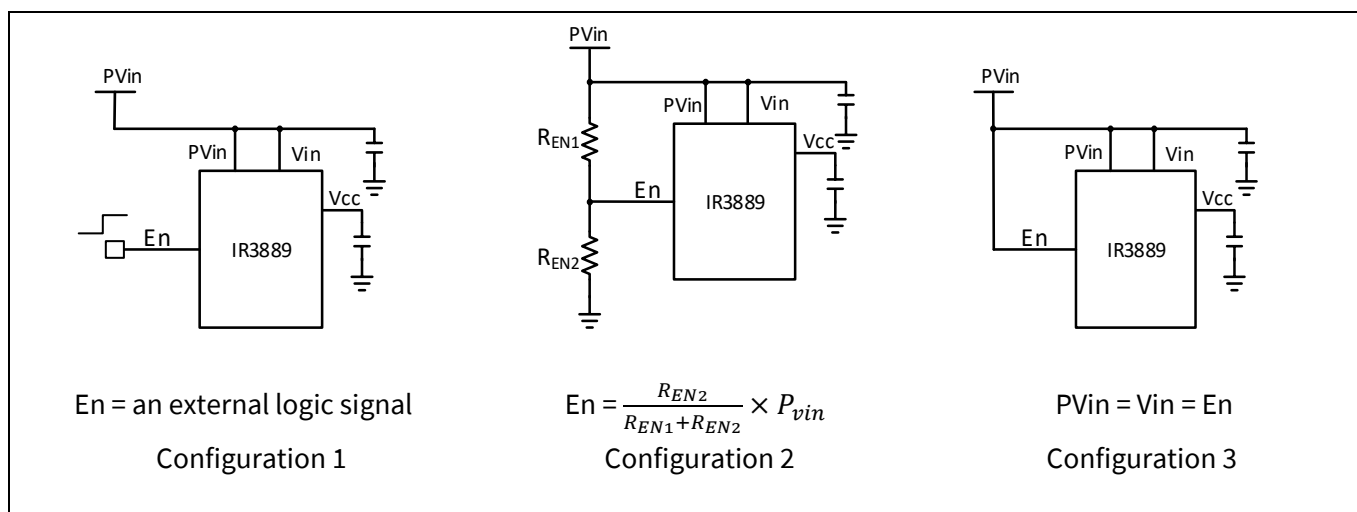 PVin
PVin
Vin
Vcc
En
IR3889
En = an external logic signal
Configuration 1
PVin
PVin
Vin
R_EN1
Vcc
En
IR3889
R_EN2
En = R_EN2 / (R_EN1+R_EN2) × P_vin
Configuration 2
PVin
PVin
Vin
Vcc
En
IR3889
PVin = Vin = En
Configuration 3